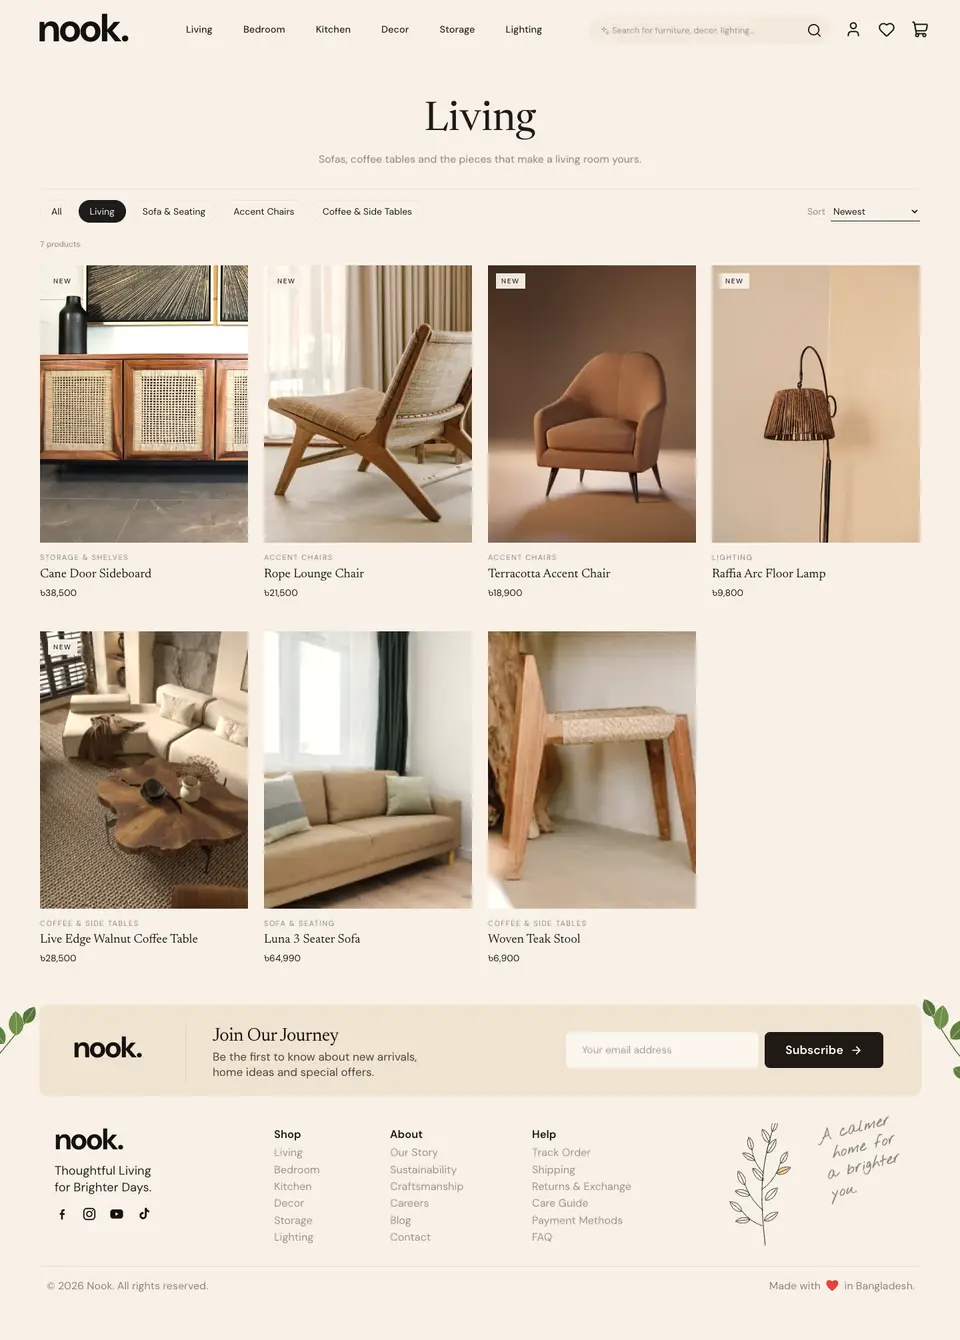 nook.
Living
Bedroom
Kitchen
Decor
Storage
Lighting
Search for furniture, decor, lighting...
Living
Sofas, coffee tables and the pieces that make a living room yours.
All
Living
Sofa & Seating
Accent Chairs
Coffee & Side Tables
Sort
Newest
7 products
NEW
NEW
NEW
NEW
STORAGE & SHELVES
Cane Door Sideboard
৳38,500
ACCENT CHAIRS
Rope Lounge Chair
৳21,500
ACCENT CHAIRS
Terracotta Accent Chair
৳18,900
LIGHTING
Raffia Arc Floor Lamp
৳9,800
NEW
COFFEE & SIDE TABLES
Live Edge Walnut Coffee Table
৳28,500
SOFA & SEATING
Luna 3 Seater Sofa
৳64,990
COFFEE & SIDE TABLES
Woven Teak Stool
৳6,900
nook.
Join Our Journey
Be the first to know about new arrivals,
home ideas and special offers.
Your email address
Subscribe →
nook.
Thoughtful Living
for Brighter Days.
Shop
Living
Bedroom
Kitchen
Decor
Storage
Lighting
About
Our Story
Sustainability
Craftsmanship
Careers
Blog
Contact
Help
Track Order
Shipping
Returns & Exchange
Care Guide
Payment Methods
FAQ
A calmer
home for
a brighter
you.
© 2026 Nook. All rights reserved.
Made with ❤️ in Bangladesh.